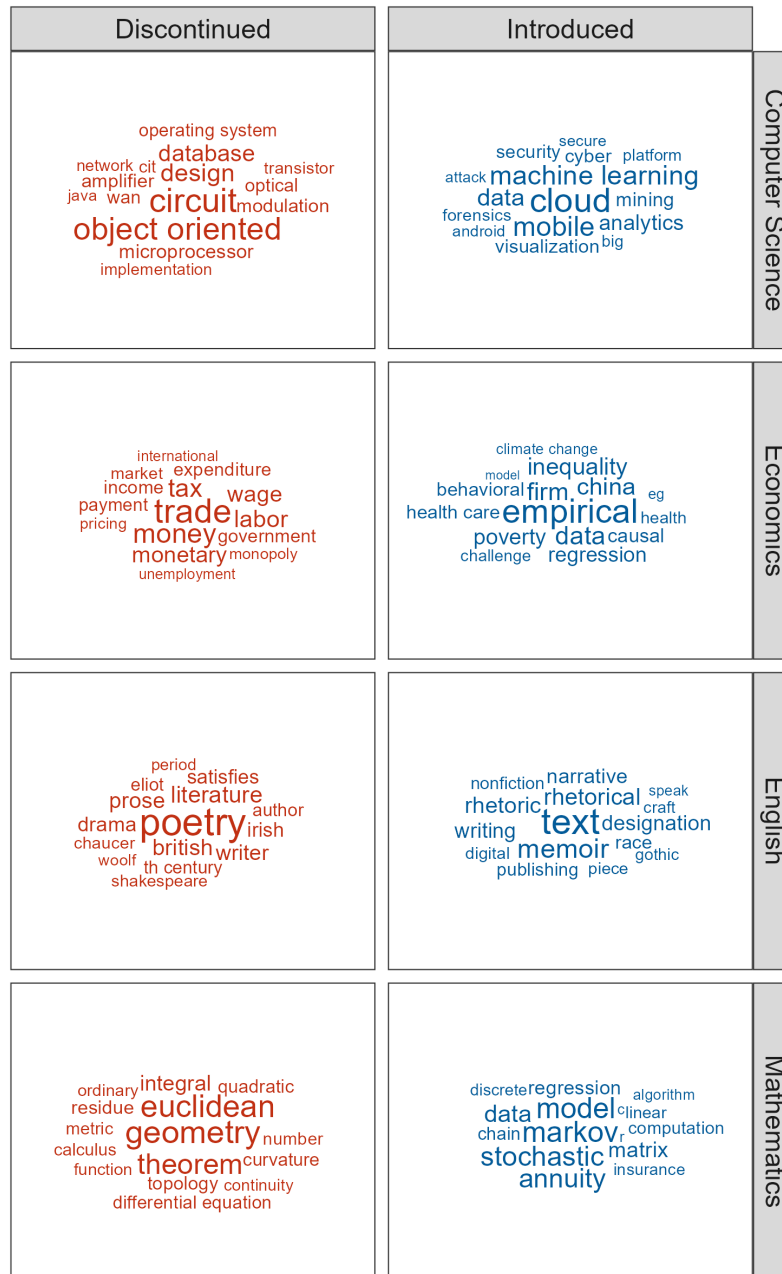 Discontinued
Introduced
Computer Science
operating system
database
network cit design transistor
amplifier optical
java wan circuit modulation
object oriented
microprocessor
implementation
secure
security cyber platform
attack machine learning
data cloud mining
forensics mobile analytics
android
visualization big
Economics
international
market expenditure
income tax wage
payment trade labor
pricing money government
monetary monopoly
unemployment
climate change
model inequality
behavioral firm china eg
health care empirical health
poverty data causal
challenge regression
English
period
eliot satisfies
prose literature author
drama poetry irish
chaucer british writer
woolf th century
shakespeare
nonfiction narrative
rhetoric rhetorical speak
craft
writing text designation
digital memoir race gothic
publishing piece
Mathematics
ordinary integral quadratic
residue euclidean
metric geometry number
calculus theorem curvature
function
topology continuity
differential equation
discrete regression algorithm
data model c linear
chain markov r computation
stochastic matrix
annuity insurance